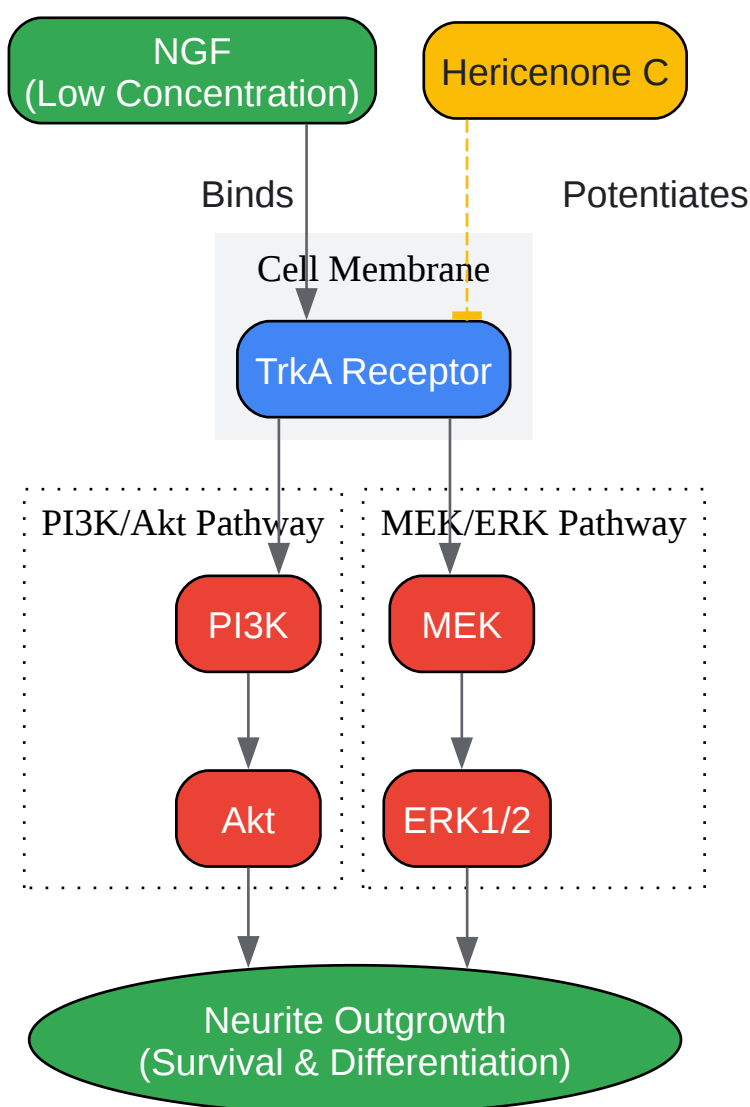 NGF
(Low Concentration)
Hericenone C
Binds
Potentiates
Cell Membrane
TrkA Receptor
PI3K/Akt Pathway
MEK/ERK Pathway
PI3K
MEK
Akt
ERK1/2
Neurite Outgrowth
(Survival & Differentiation)